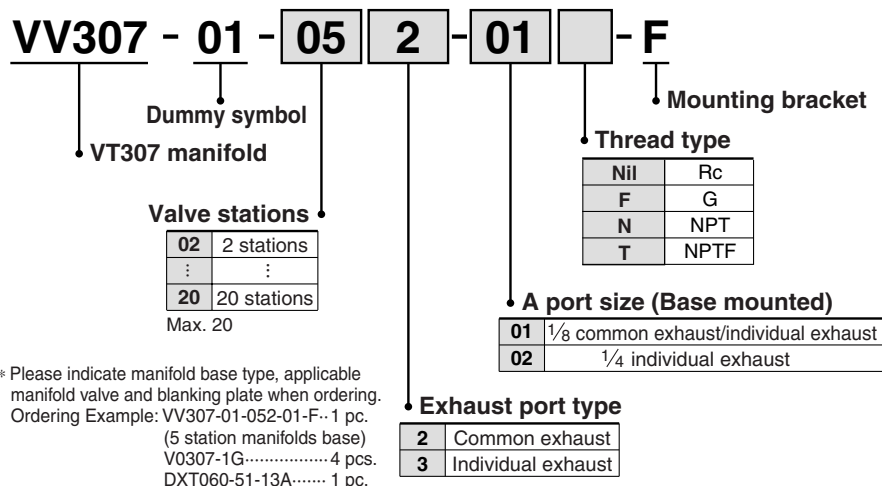 VV307 - 01 - 05 2 - 01 - F
Mounting bracket
Dummy symbol
Thread type
VT307 manifold
Nil Rc
F G
N NPT
T NPTF
Valve stations
02 2 stations
⋮ ⋮
20 20 stations
Max. 20
A port size (Base mounted)
01 1/8 common exhaust/individual exhaust
02 1/4 individual exhaust
* Please indicate manifold base type, applicable
manifold valve and blanking plate when ordering.
Ordering Example: VV307-01-052-01-F··1 pc.
(5 station manifolds base)
V0307-1G·················4 pcs.
DXT060-51-13A·······1 pc.
Exhaust port type
2 Common exhaust
3 Individual exhaust